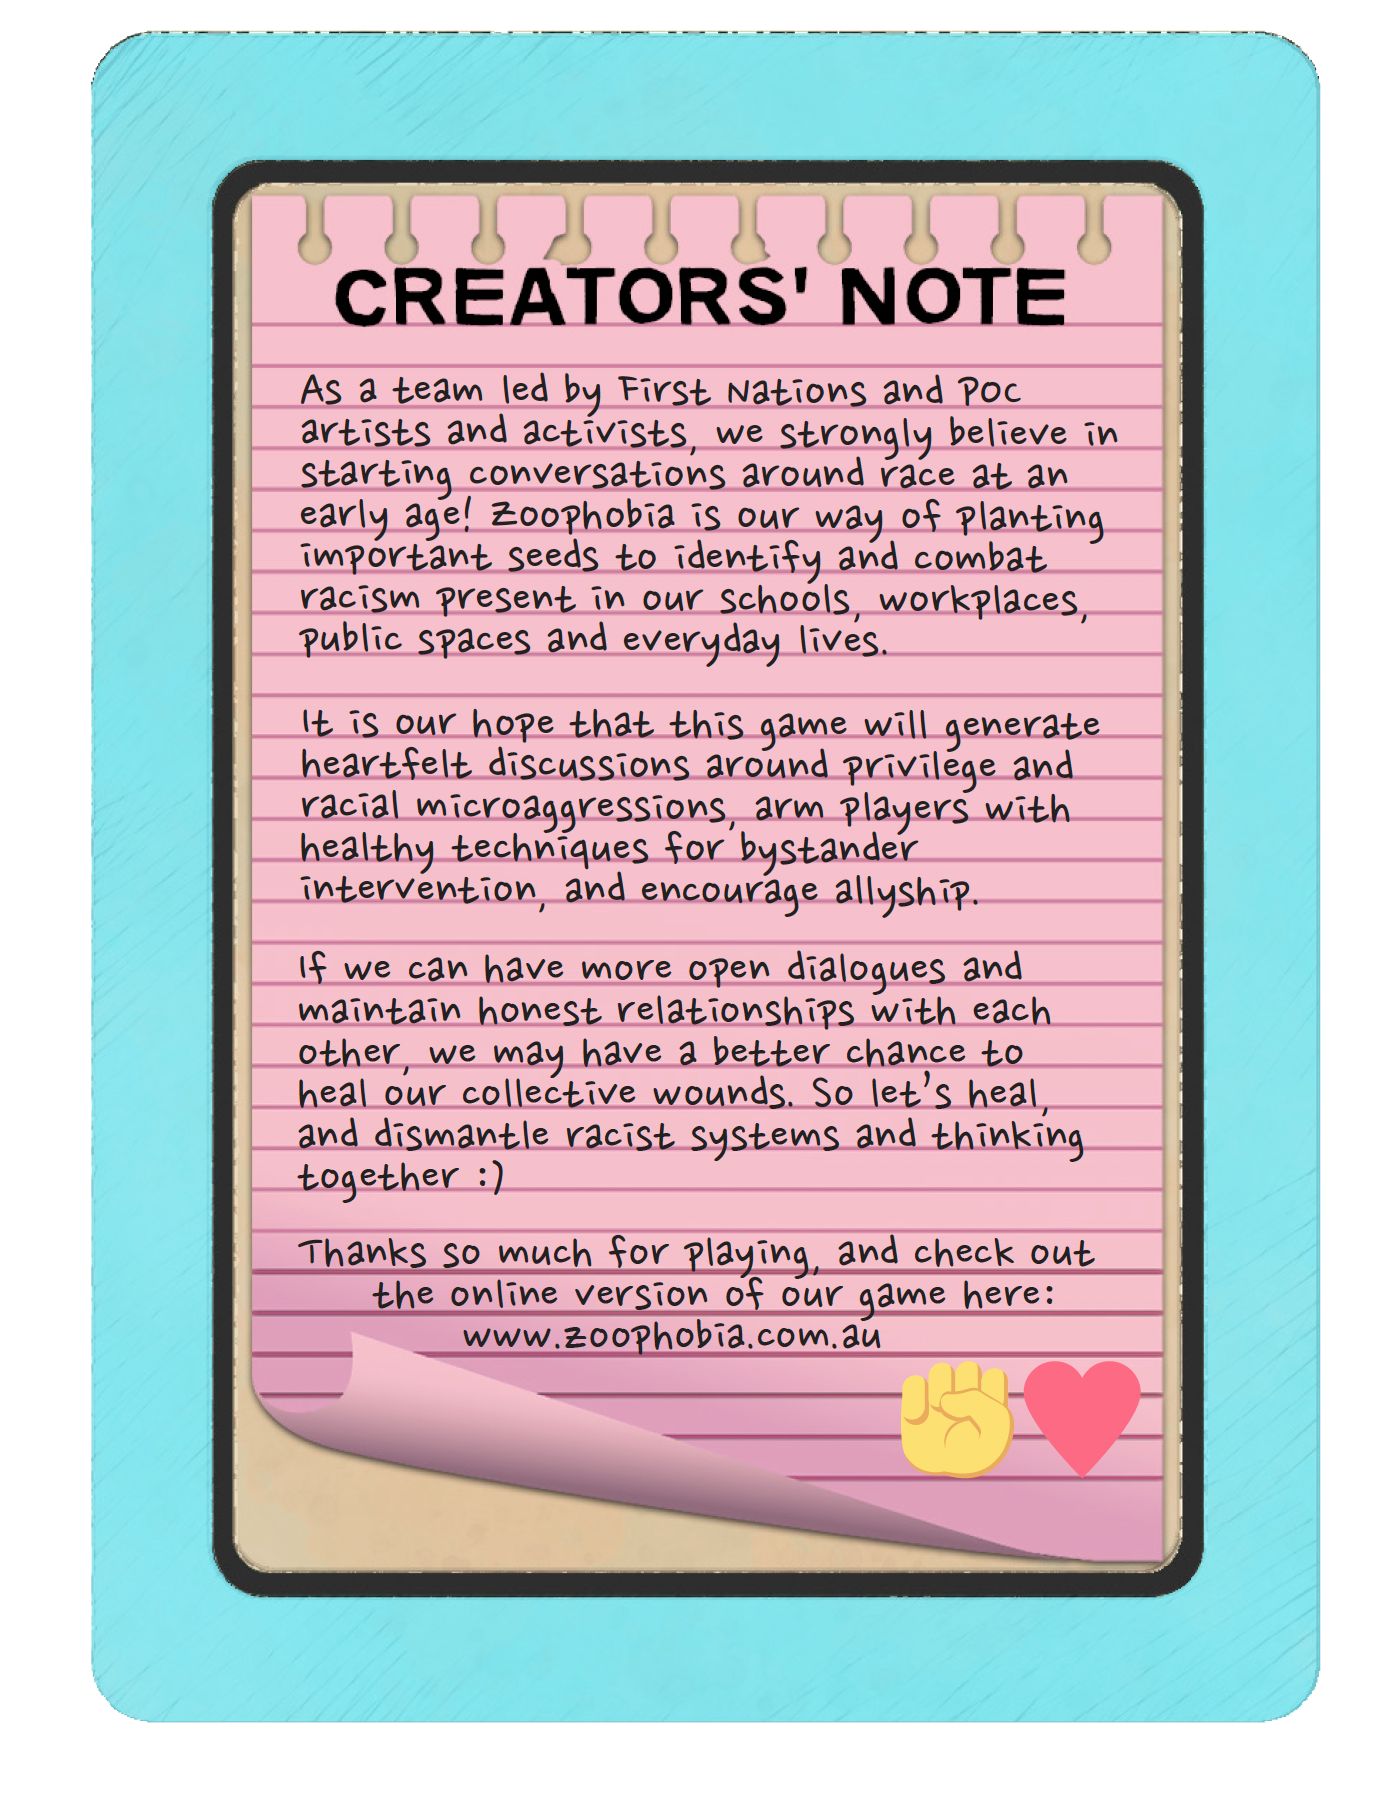 CREATORS' NOTE
As a team led by First Nations and POC
artists and activists, we strongly believe in
starting conversations around race at an
early age! Zoophobia is our way of planting
important seeds to identify and combat
racism present in our schools, workplaces,
public spaces and everyday lives.
It is our hope that this game will generate
heartfelt discussions around privilege and
racial microaggressions, arm players with
healthy techniques for bystander
intervention, and encourage allyship.
If we can have more open dialogues and
maintain honest relationships with each
other, we may have a better chance to
heal our collective wounds. So let's heal,
and dismantle racist systems and thinking
together :)
Thanks so much for playing, and check out
the online version of our game here:
www.zoophobia.com.au